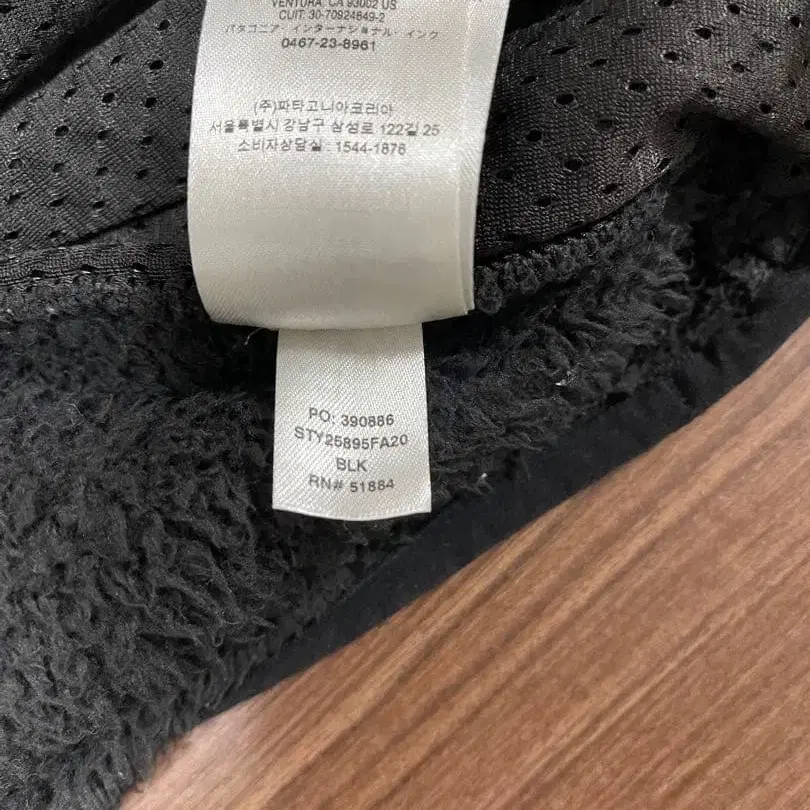 VENTURA, CA 93002 US
CUIT: 30-70924849-2
パタゴニア・インターナショナル・インク
0467-23-8961
(주)파타고니아코리아
서울특별시 강남구 삼성로 122길 25
소비자상담실 : 1544-1876
PO: 390886
STY25895FA20
BLK
RN# 51884